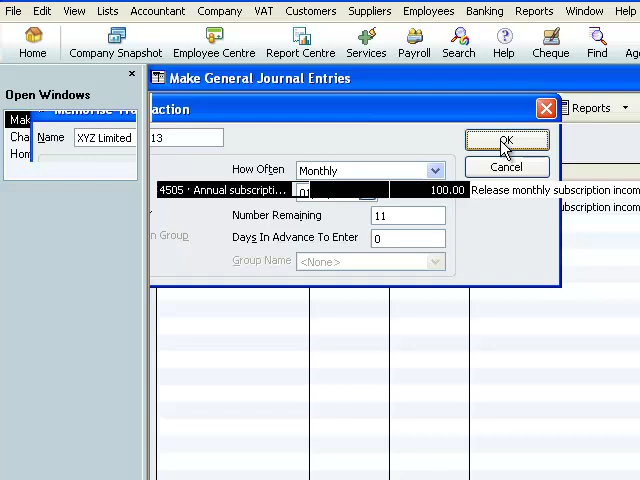 File Edit View Lists Accountant Company VAT Customers Suppliers Employees Banking Reports Window Help
Home Company Snapshot Employee Centre Report Centre Services Payroll Search Help Cheque Find
Open Windows
Make General Journal Entries
Mak
Cha
Hom
action
Reports
Name XYZ Limited 13
OK
Cancel
How Often Monthly
4505 · Annual subscripti... 100.00 Release monthly subscription incom
ubscription incom
Number Remaining 11
n Group
Days In Advance To Enter 0
Group Name <None>